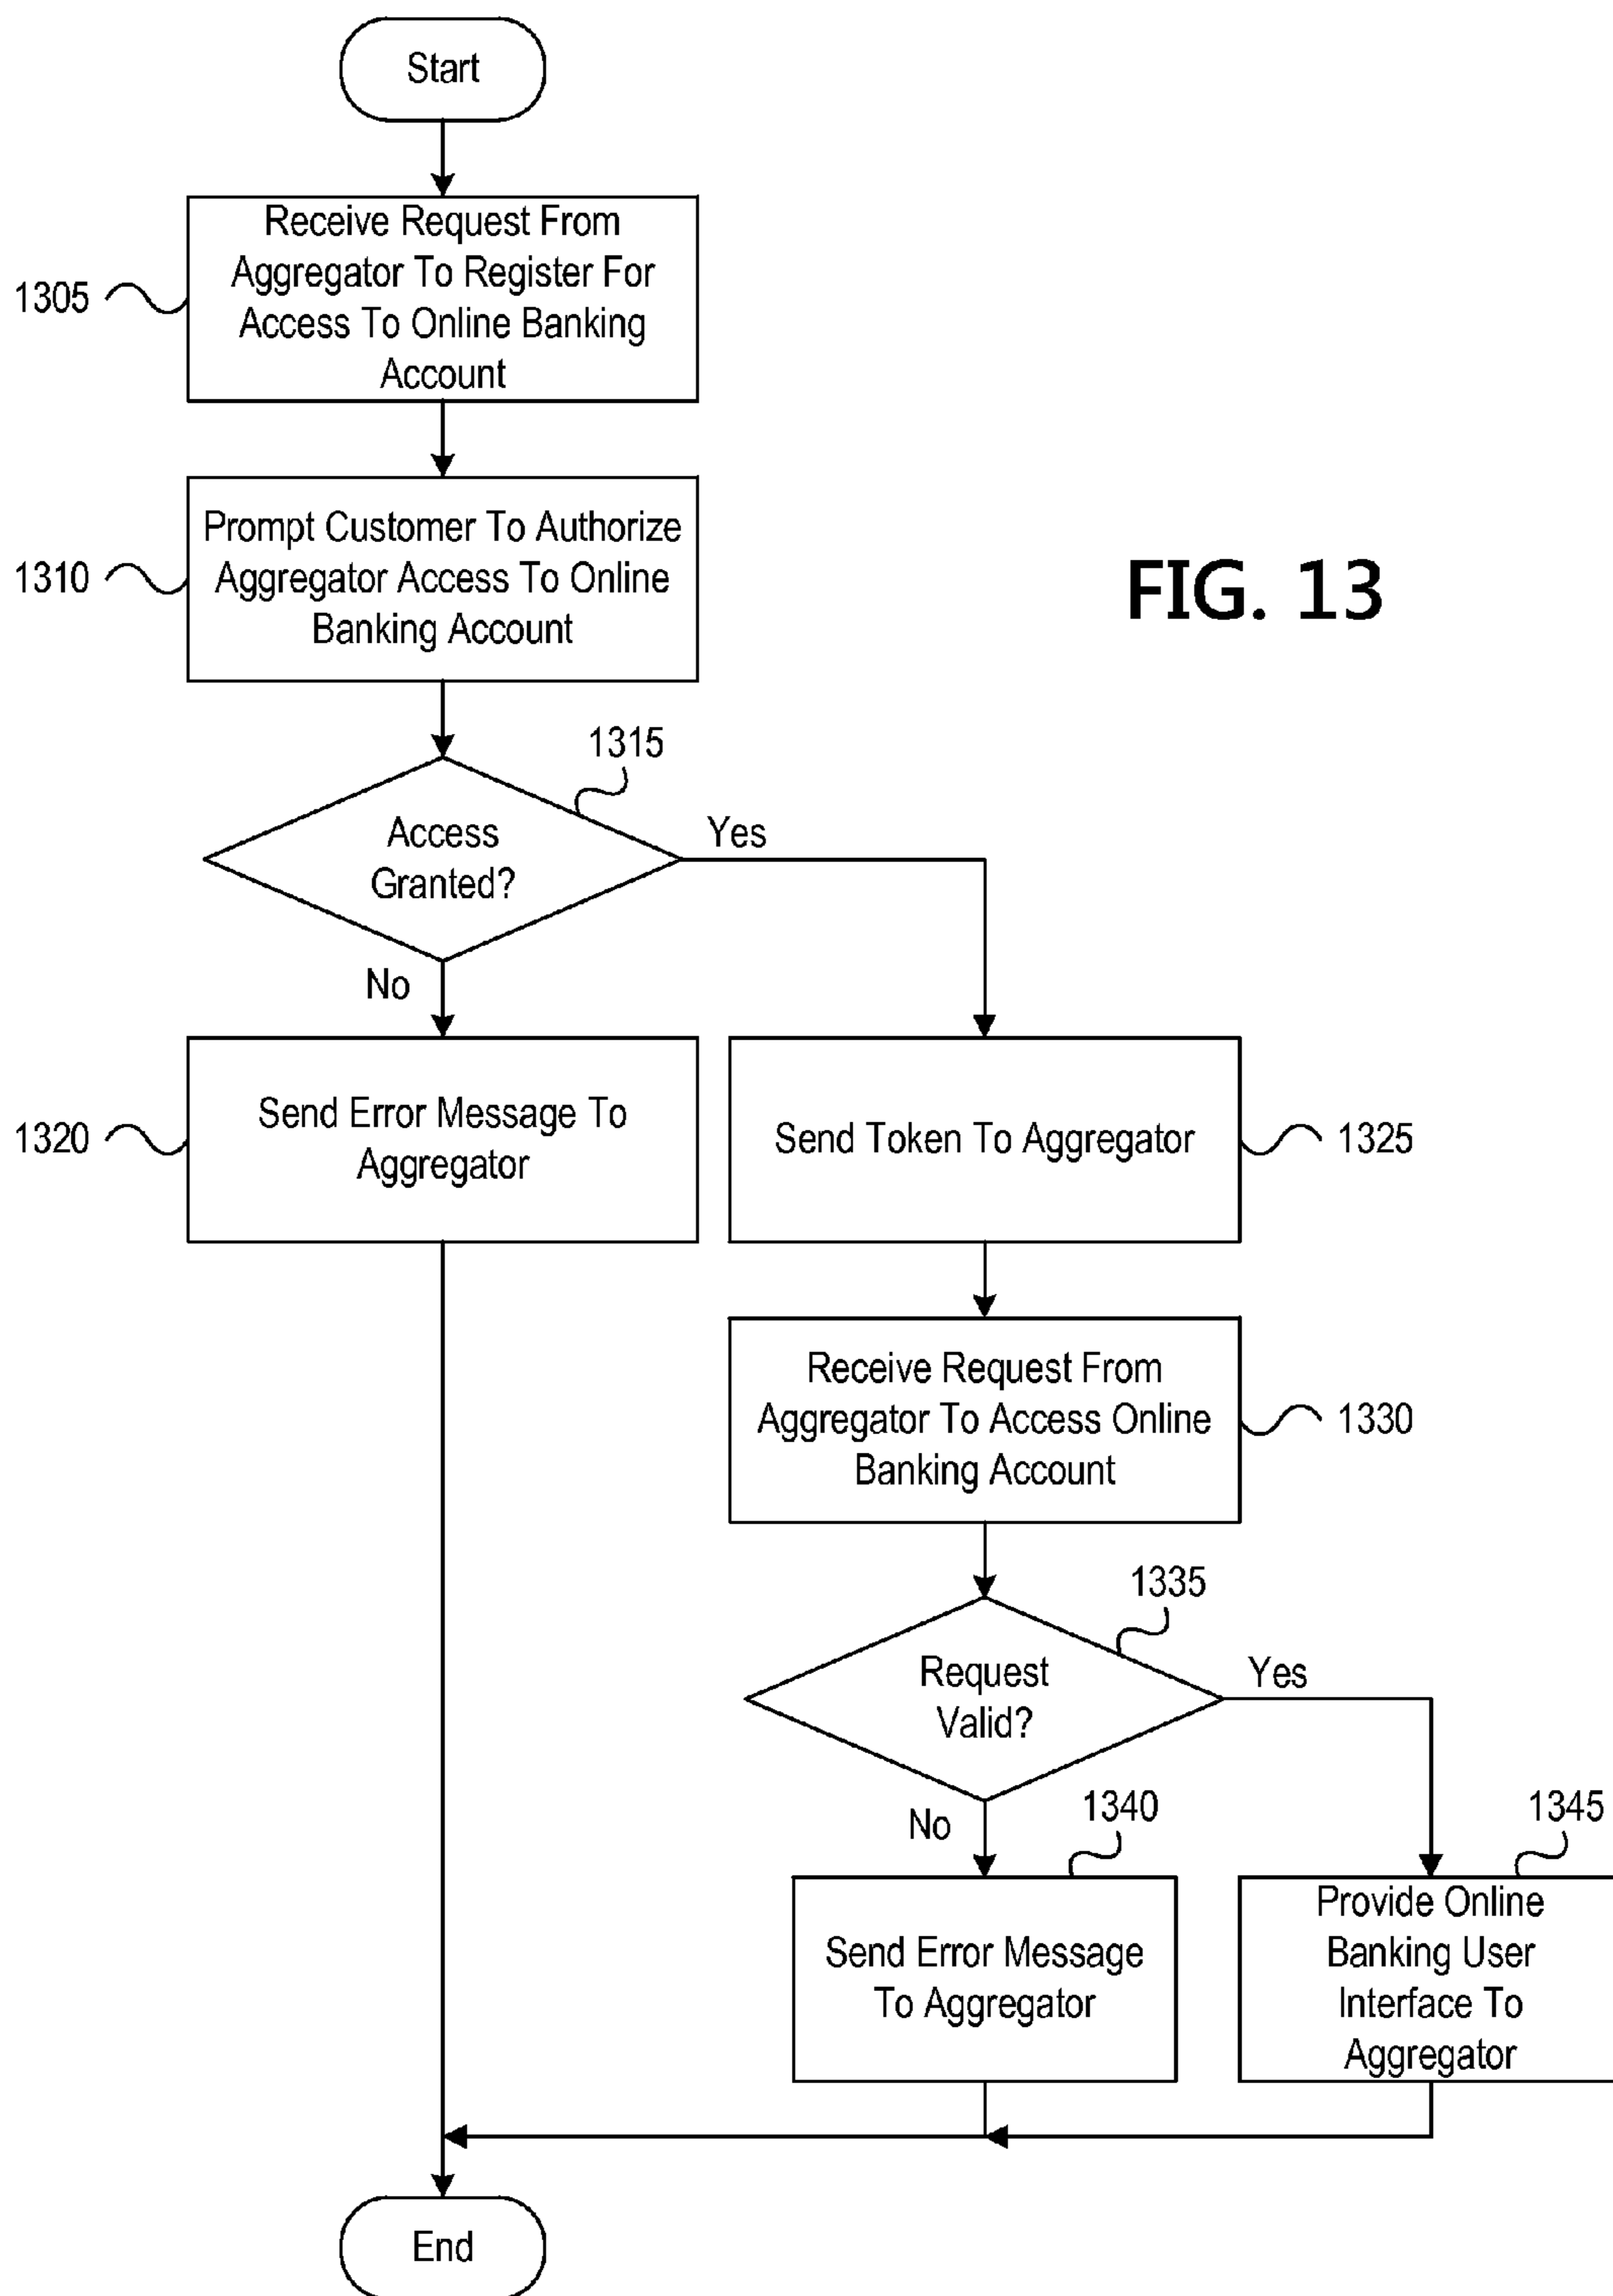 Start
Receive Request From
Aggregator To Register For
Access To Online Banking
Account
1305
Prompt Customer To Authorize
Aggregator Access To Online
Banking Account
1310
FIG. 13
1315
Access
Granted?
Yes
No
Send Error Message To
Aggregator
1320
Send Token To Aggregator
1325
Receive Request From
Aggregator To Access Online
Banking Account
1330
1335
Request
Valid?
Yes
No
1340
Send Error Message
To Aggregator
1345
Provide Online
Banking User
Interface To
Aggregator
End